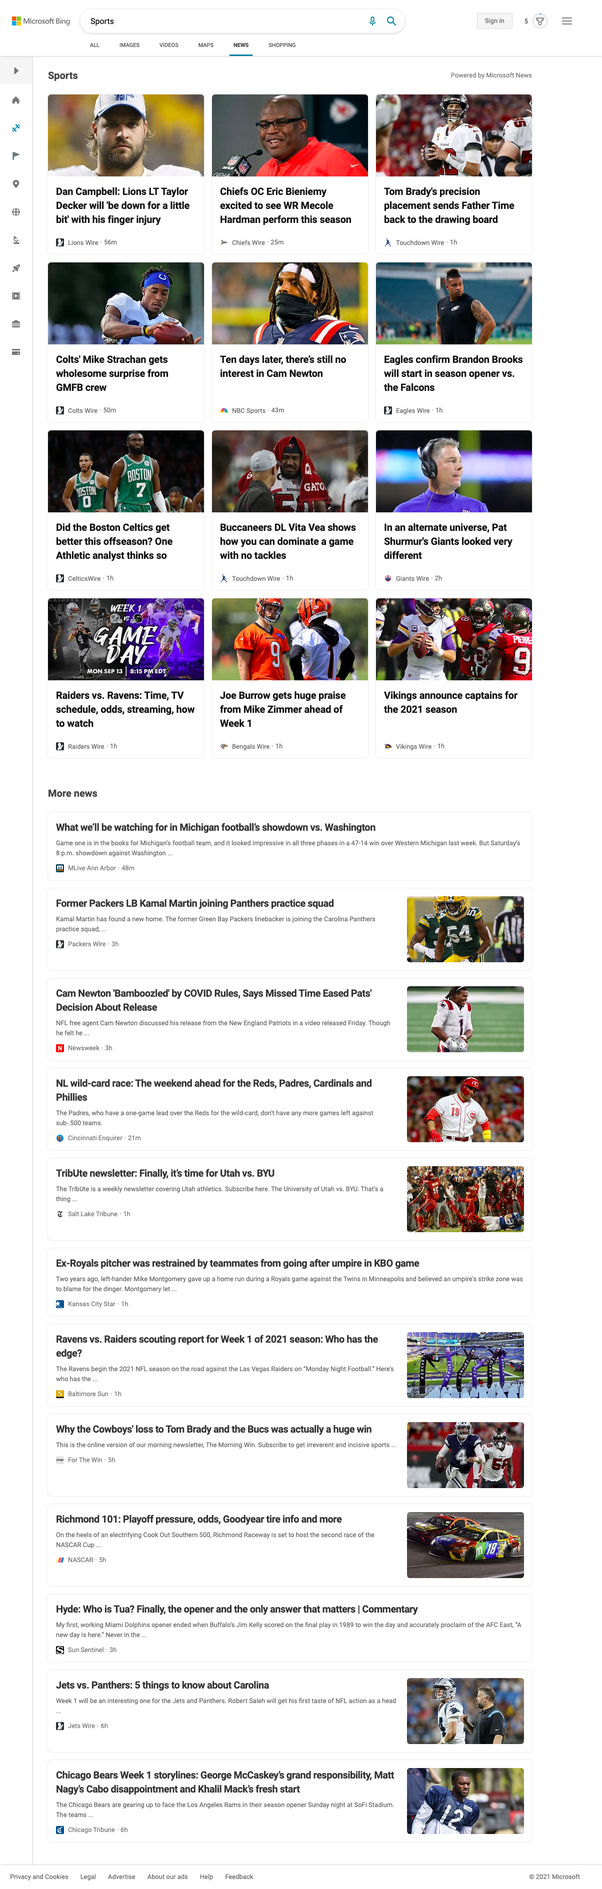 Microsoft Bing
Sports
Sign in
5
ALL IMAGES VIDEOS MAPS NEWS SHOPPING
Sports
Powered by Microsoft News
Dan Campbell: Lions LT Taylor
Decker will 'be down for a little
bit' with his finger injury
Lions Wire · 56m
Chiefs OC Eric Bieniemy
excited to see WR Mecole
Hardman perform this season
Chiefs Wire · 25m
Tom Brady's precision
placement sends Father Time
back to the drawing board
Touchdown Wire · 1h
Colts' Mike Strachan gets
wholesome surprise from
GMFB crew
Colts Wire · 50m
Ten days later, there's still no
interest in Cam Newton
NBC Sports · 43m
Eagles confirm Brandon Brooks
will start in season opener vs.
the Falcons
Eagles Wire · 1h
BOSTON
0
BOSTON
7
Did the Boston Celtics get
better this offseason? One
Athletic analyst thinks so
CelticsWire · 1h
GATO
Buccaneers DL Vita Vea shows
how you can dominate a game
with no tackles
Touchdown Wire · 1h
In an alternate universe, Pat
Shurmur's Giants looked very
different
Giants Wire · 2h
WEEK 1
VS
GAME
DAY
MON SEP 13 | 8:15 PM EDT
Raiders vs. Ravens: Time, TV
schedule, odds, streaming, how
to watch
Raiders Wire · 1h
9
Joe Burrow gets huge praise
from Mike Zimmer ahead of
Week 1
Bengals Wire · 1h
9
Vikings announce captains for
the 2021 season
Vikings Wire · 1h
More news
What we'll be watching for in Michigan football's showdown vs. Washington
Game one is in the books for Michigan's football team, and it looked impressive in all three phases in a 47-14 win over Western Michigan last week. But Saturday's
8 p.m. showdown against Washington ...
MLive Ann Arbor · 48m
Former Packers LB Kamal Martin joining Panthers practice squad
Kamal Martin has found a new home. The former Green Bay Packers linebacker is joining the Carolina Panthers
practice squad, ...
Packers Wire · 3h
54
Cam Newton 'Bamboozled' by COVID Rules, Says Missed Time Eased Pats'
Decision About Release
NFL free agent Cam Newton discussed his release from the New England Patriots in a video released Friday. Though
he felt he ...
Newsweek · 3h
1
NL wild-card race: The weekend ahead for the Reds, Padres, Cardinals and
Phillies
The Padres, who have a one-game lead over the Reds for the wild-card, don't have any more games left against
sub-.500 teams.
Cincinnati Enquirer · 21m
19
TribUte newsletter: Finally, it's time for Utah vs. BYU
The TribUte is a weekly newsletter covering Utah athletics. Subscribe here. The University of Utah vs. BYU. That's a
thing ...
Salt Lake Tribune · 1h
Ex-Royals pitcher was restrained by teammates from going after umpire in KBO game
Two years ago, left-hander Mike Montgomery gave up a home run during a Royals game against the Twins in Minneapolis and believed an umpire's strike zone was
to blame for the dinger. Montgomery let ...
Kansas City Star · 1h
Ravens vs. Raiders scouting report for Week 1 of 2021 season: Who has the
edge?
The Ravens begin the 2021 NFL season on the road against the Las Vegas Raiders on "Monday Night Football." Here's
who has the ...
Baltimore Sun · 1h
Why the Cowboys' loss to Tom Brady and the Bucs was actually a huge win
This is the online version of our morning newsletter, The Morning Win. Subscribe to get irreverent and incisive sports ...
For The Win · 5h
4
Richmond 101: Playoff pressure, odds, Goodyear tire info and more
On the heels of an electrifying Cook Out Southern 500, Richmond Raceway is set to host the second race of the
NASCAR Cup ...
NASCAR · 5h
18
Hyde: Who is Tua? Finally, the opener and the only answer that matters | Commentary
My first, working Miami Dolphins opener ended when Buffalo's Jim Kelly scored on the final play in 1989 to win the day and accurately proclaim of the AFC East, "A
new day is here." Never in the ...
Sun Sentinel · 3h
Jets vs. Panthers: 5 things to know about Carolina
Week 1 will be an interesting one for the Jets and Panthers. Robert Saleh will get his first taste of NFL action as a head
...
Jets Wire · 6h
Chicago Bears Week 1 storylines: George McCaskey's grand responsibility, Matt
Nagy's Cabo disappointment and Khalil Mack's fresh start
The Chicago Bears are gearing up to face the Los Angeles Rams in their season opener Sunday night at SoFi Stadium.
The teams ...
Chicago Tribune · 6h
12
Privacy and Cookies Legal Advertise About our ads Help Feedback
© 2021 Microsoft